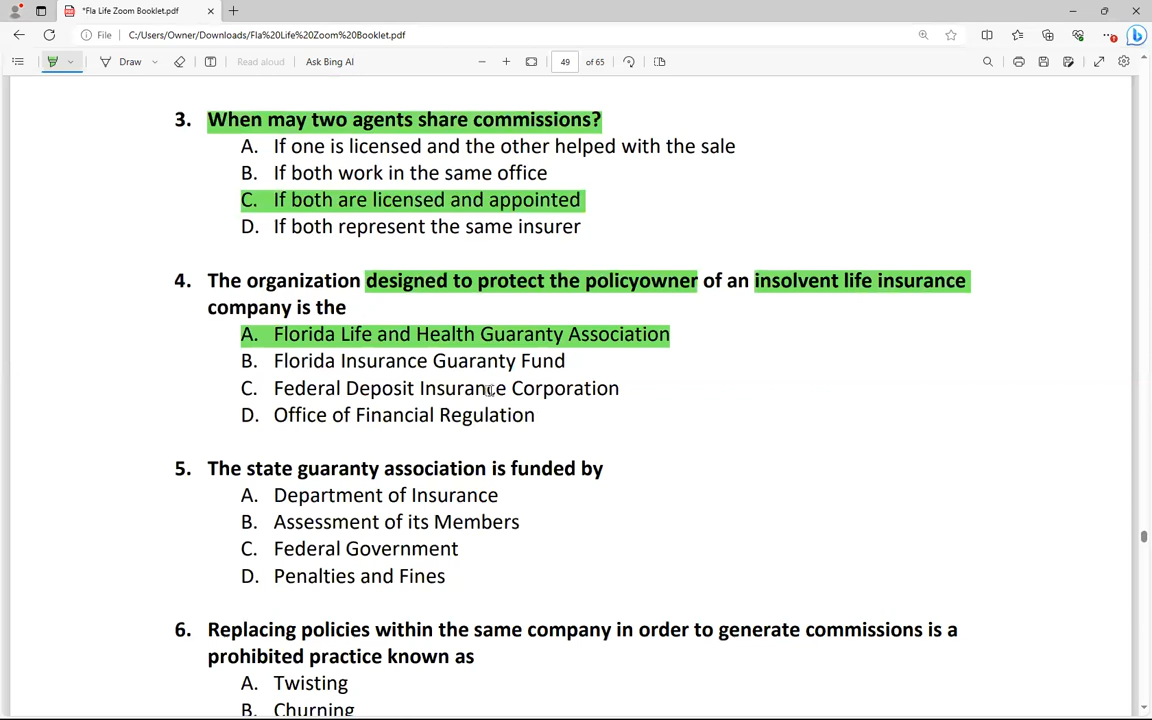 *Fla Life Zoom Booklet.pdf
File C:/Users/Owner/Downloads/Fla%20Life%20Zoom%20Booklet.pdf
Draw Read aloud Ask Bing AI 49 of 65
3. When may two agents share commissions?
A. If one is licensed and the other helped with the sale
B. If both work in the same office
C. If both are licensed and appointed
D. If both represent the same insurer
4. The organization designed to protect the policyowner of an insolvent life insurance
company is the
A. Florida Life and Health Guaranty Association
B. Florida Insurance Guaranty Fund
C. Federal Deposit Insurance Corporation
D. Office of Financial Regulation
5. The state guaranty association is funded by
A. Department of Insurance
B. Assessment of its Members
C. Federal Government
D. Penalties and Fines
6. Replacing policies within the same company in order to generate commissions is a
prohibited practice known as
A. Twisting
B. Churning